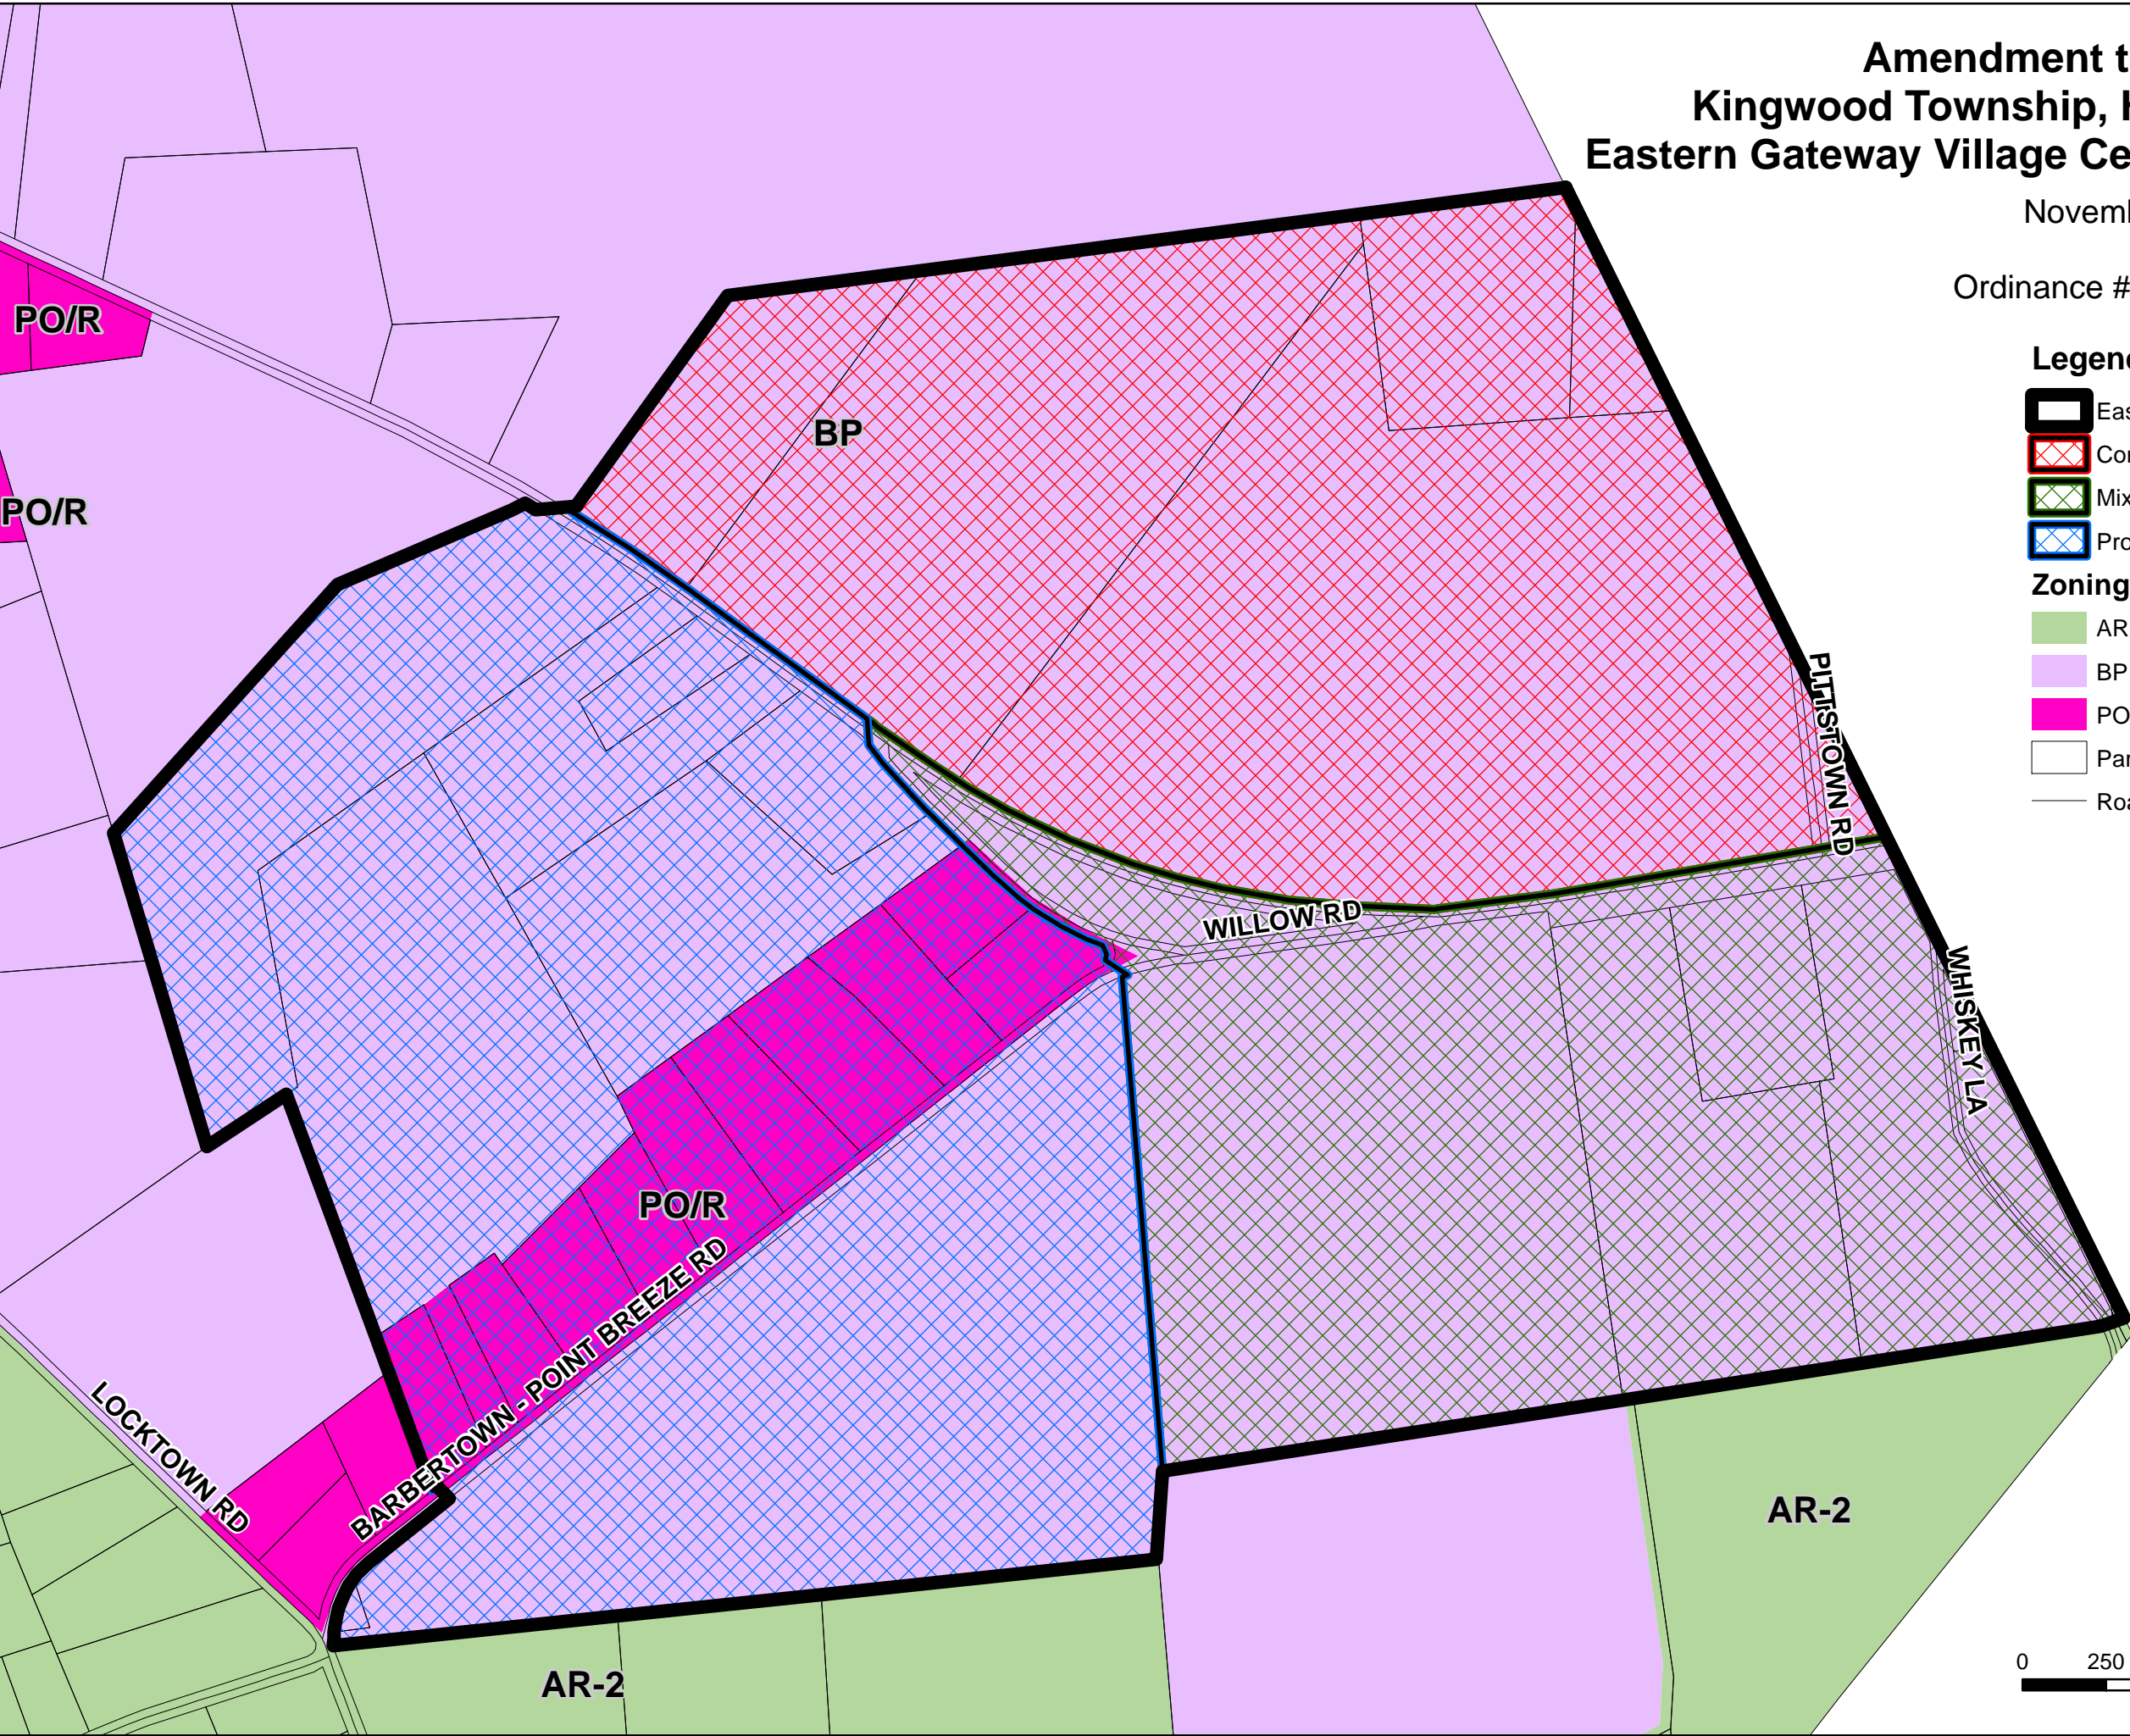 Amendment t
Kingwood Township, H
Eastern Gateway Village Ce
Novem
Ordinance #
Legend
Eas
Cor
Mix
Pro
Zoning
AR
BP
PO
Par
Roa
PO/R
PO/R
BP
PITTSTOWN RD
WILLOW RD
WHISKEY LA
PO/R
BARBERTOWN - POINT BREEZE RD
LOCKTOWN RD
AR-2
AR-2
0 250